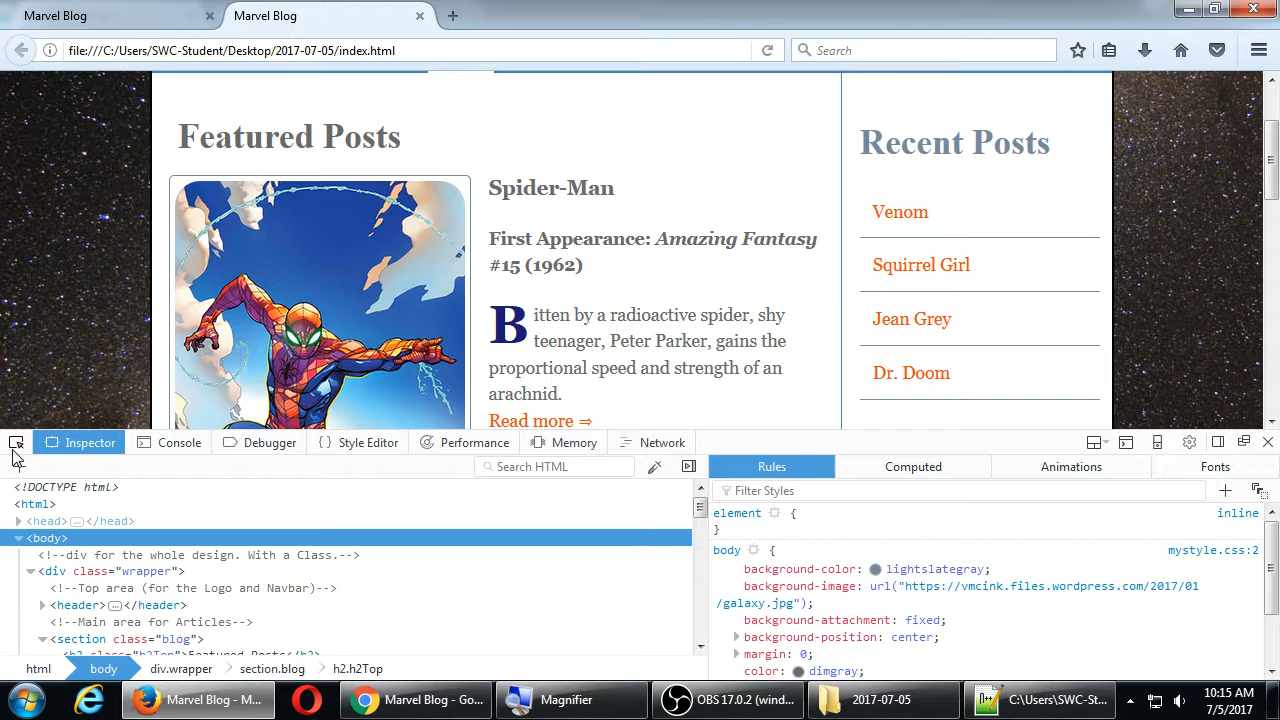 Marvel Blog
Marvel Blog
file:///C:/Users/SWC-Student/Desktop/2017-07-05/index.html
Search
Featured Posts
Spider-Man
First Appearance: Amazing Fantasy
#15 (1962)
Bitten by a radioactive spider, shy
teenager, Peter Parker, gains the
proportional speed and strength of an
arachnid.
Read more ⇒
Recent Posts
Venom
Squirrel Girl
Jean Grey
Dr. Doom
Inspector
Console
Debugger
Style Editor
Performance
Memory
Network
Search HTML
Rules
Computed
Animations
Fonts
<!DOCTYPE html>
<html>
<head>…</head>
<body>
<!--div for the whole design. With a Class.-->
<div class="wrapper">
<!--Top area (for the Logo and Navbar)-->
<header>…</header>
<!--Main area for Articles-->
<section class="blog">
<h2 class="h2Top">Featured Posts</h2>
html
body
div.wrapper
section.blog
h2.h2Top
Filter Styles
element {
inline
}
body {
mystyle.css:2
background-color: lightslategray;
background-image: url("https://vmcink.files.wordpress.com/2017/01
/galaxy.jpg");
background-attachment: fixed;
background-position: center;
margin: 0;
color: dimgray;
Marvel Blog - M...
Marvel Blog - Go...
Magnifier
OBS 17.0.2 (wind...
2017-07-05
C:\Users\SWC-St...
10:15 AM
7/5/2017